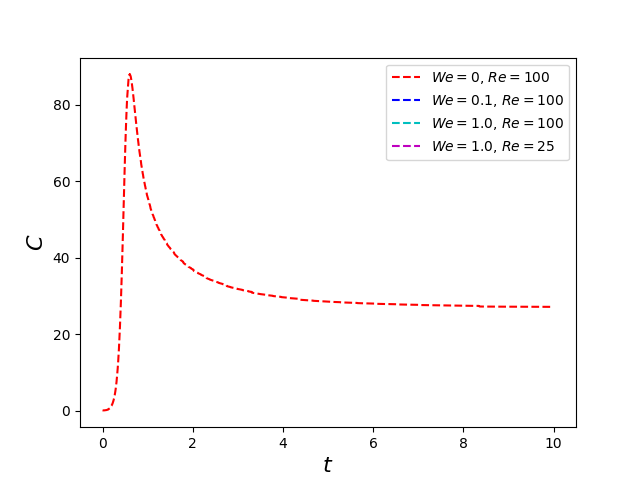 We = 0, Re = 100
We = 0.1, Re = 100
We = 1.0, Re = 100
We = 1.0, Re = 25
80
60
40
20
0
C
0 2 4 6 8 10
t